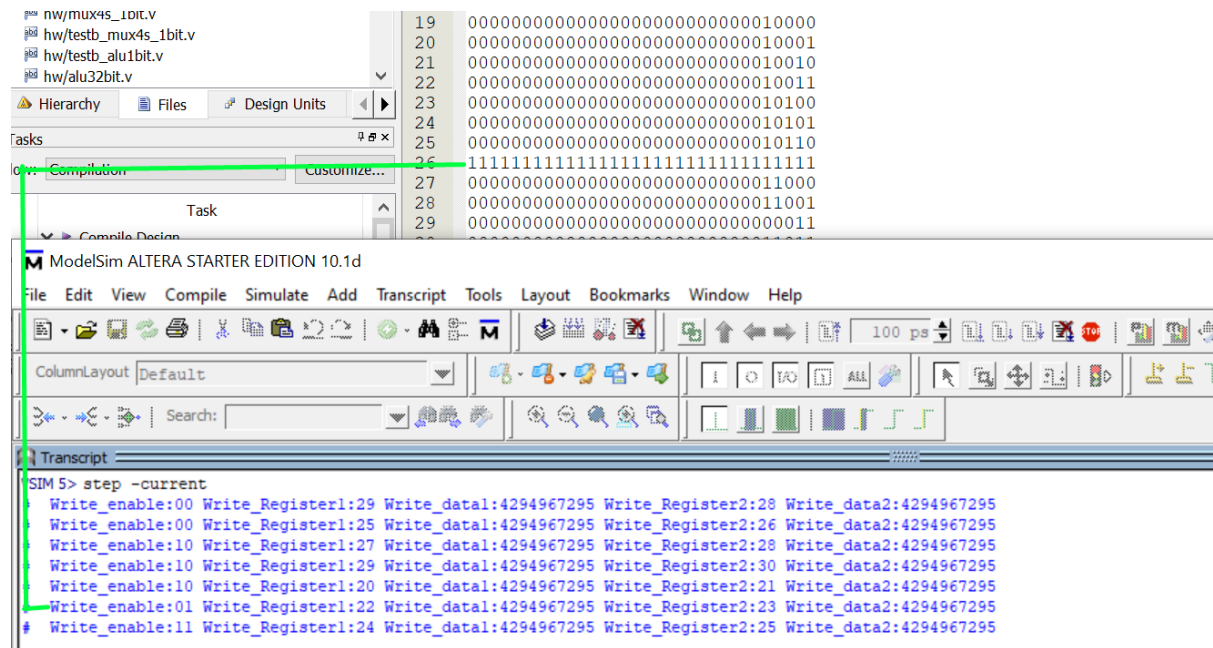 hw/mux4s_1bit.v
hw/testb_mux4s_1bit.v
hw/testb_alu1bit.v
hw/alu32bit.v
Hierarchy Files Design Units
Tasks
Compilation Customize...
Task
Compile Design
19 00000000000000000000000000010000
20 00000000000000000000000000010001
21 00000000000000000000000000010010
22 00000000000000000000000000010011
23 00000000000000000000000000010100
24 00000000000000000000000000010101
25 00000000000000000000000000010110
26 11111111111111111111111111111111
27 00000000000000000000000000011000
28 00000000000000000000000000011001
29 00000000000000000000000000000011
M ModelSim ALTERA STARTER EDITION 10.1d
File Edit View Compile Simulate Add Transcript Tools Layout Bookmarks Window Help
100 ps STOP
ColumnLayout Default I/O ALL
Search:
Transcript
VSIM 5> step -current
# Write_enable:00 Write_Register1:29 Write_data1:4294967295 Write_Register2:28 Write_data2:4294967295
# Write_enable:00 Write_Register1:25 Write_data1:4294967295 Write_Register2:26 Write_data2:4294967295
# Write_enable:10 Write_Register1:27 Write_data1:4294967295 Write_Register2:28 Write_data2:4294967295
# Write_enable:10 Write_Register1:29 Write_data1:4294967295 Write_Register2:30 Write_data2:4294967295
# Write_enable:10 Write_Register1:20 Write_data1:4294967295 Write_Register2:21 Write_data2:4294967295
# Write_enable:01 Write_Register1:22 Write_data1:4294967295 Write_Register2:23 Write_data2:4294967295
# Write_enable:11 Write_Register1:24 Write_data1:4294967295 Write_Register2:25 Write_data2:4294967295